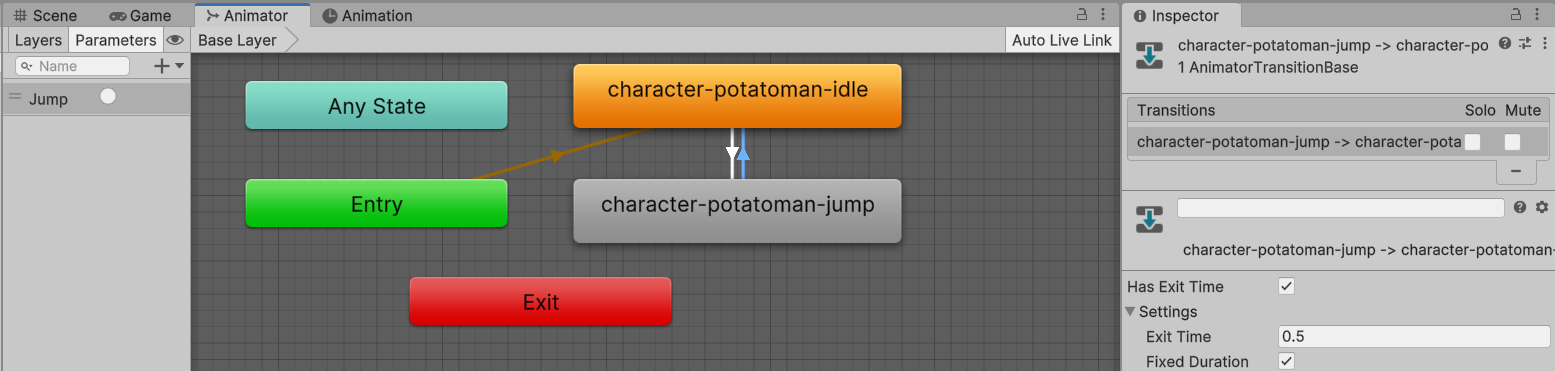 Scene Game Animator Animation
Layers Parameters Base Layer Auto Live Link
Name
Jump
Any State
character-potatoman-idle
Entry
character-potatoman-jump
Exit
Inspector
character-potatoman-jump -> character-po
1 AnimatorTransitionBase
Transitions Solo Mute
character-potatoman-jump -> character-pota
character-potatoman-jump -> character-potatoman-
Has Exit Time
Settings
Exit Time 0.5
Fixed Duration